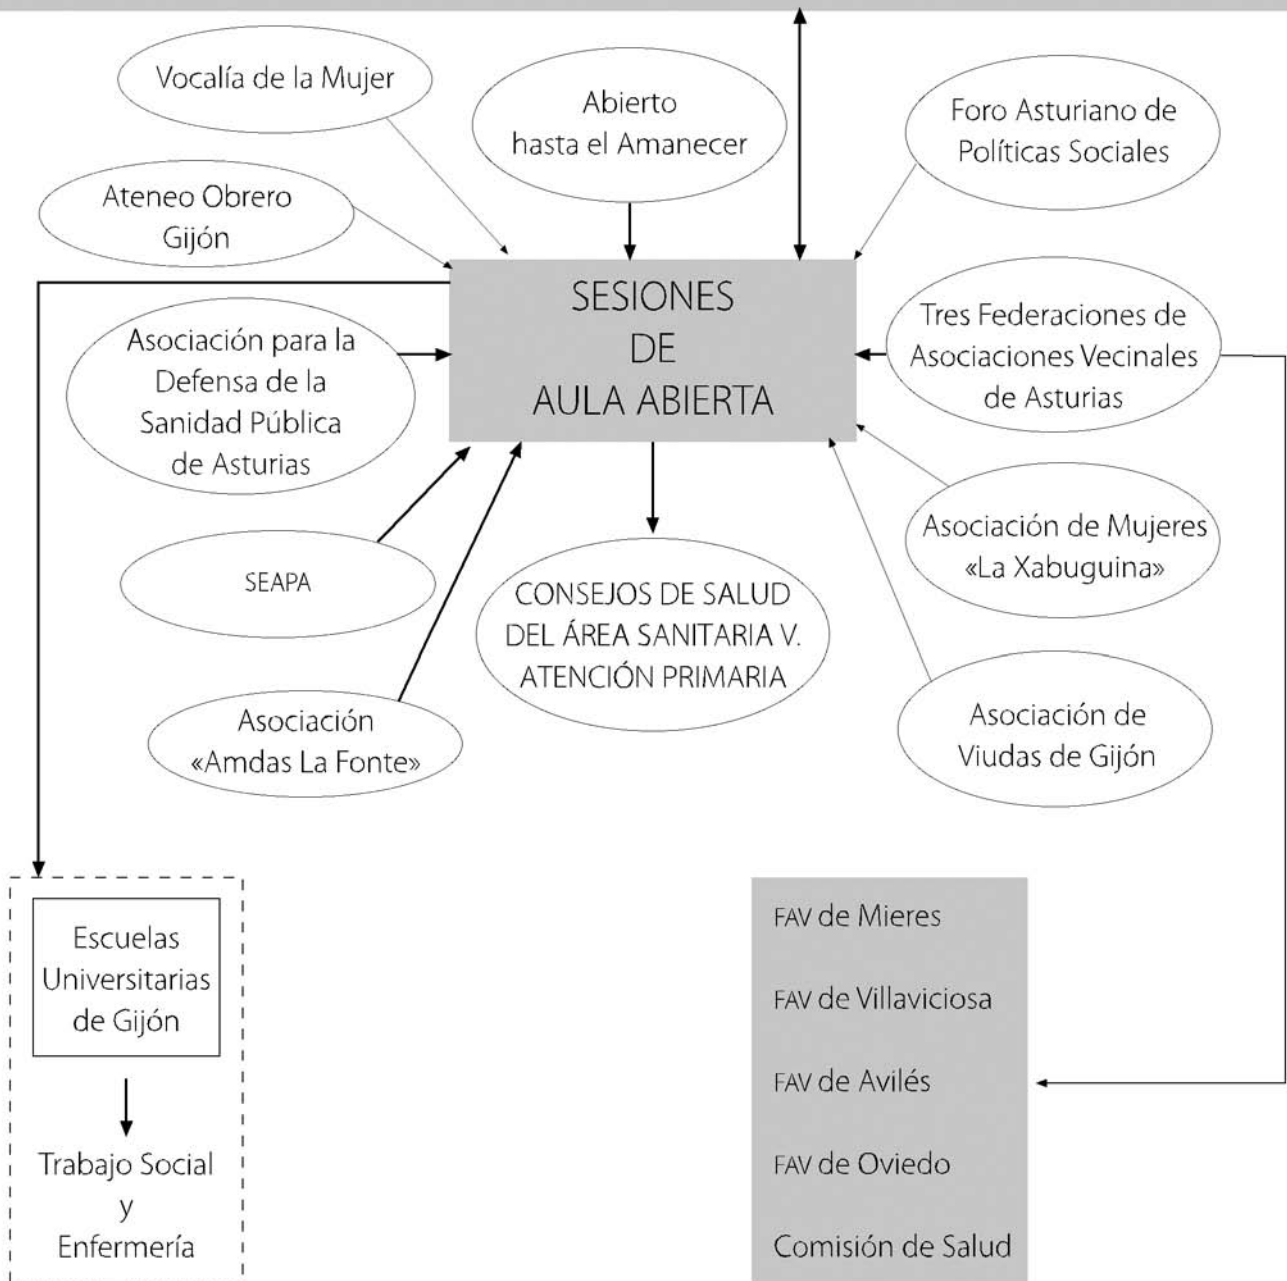 Vocalía de la Mujer
Abierto
hasta el Amanecer
Foro Asturiano de
Políticas Sociales
Ateneo Obrero
Gijón
SESIONES
DE
AULA ABIERTA
Asociación para la
Defensa de la
Sanidad Pública
de Asturias
Tres Federaciones de
Asociaciones Vecinales
de Asturias
SEAPA
CONSEJOS DE SALUD
DEL ÁREA SANITARIA V.
ATENCIÓN PRIMARIA
Asociación de Mujeres
«La Xabuguina»
Asociación
«Amdas La Fonte»
Asociación de
Viudas de Gijón
Escuelas
Universitarias
de Gijón
Trabajo Social
y
Enfermería
FAV de Mieres
FAV de Villaviciosa
FAV de Avilés
FAV de Oviedo
Comisión de Salud